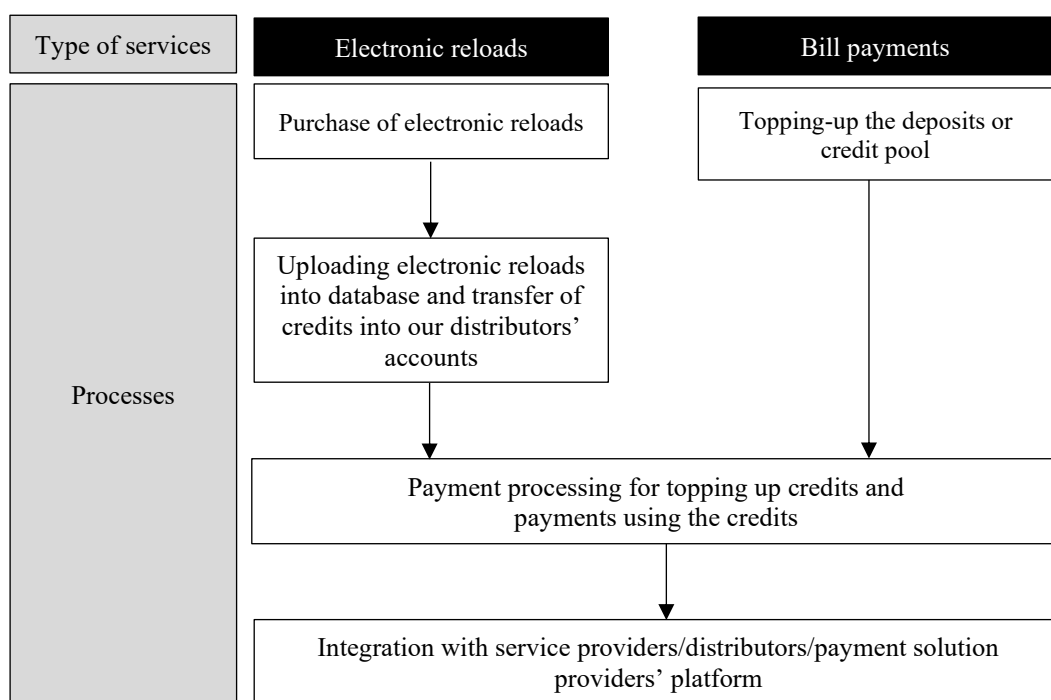 Type of services
Electronic reloads
Bill payments
Processes
Purchase of electronic reloads
Topping-up the deposits or
credit pool
Uploading electronic reloads
into database and transfer of
credits into our distributors’
accounts
Payment processing for topping up credits and
payments using the credits
Integration with service providers/distributors/payment solution
providers’ platform